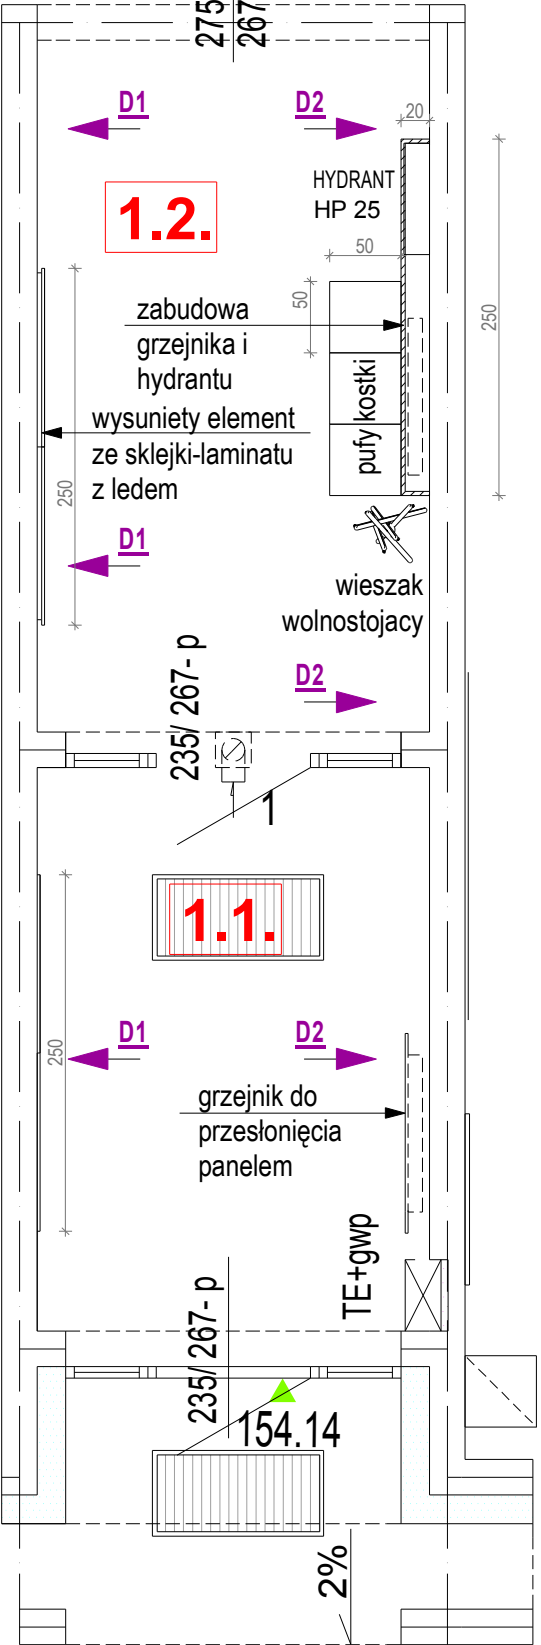 275
267
D1
D2
20
HYDRANT
HP 25
1.2.
50
50
250
zabudowa
grzejnika i
hydrantu
pufy kostki
wysuniety element
ze sklejki-laminatu
z ledem
250
D1
wieszak
wolnostojacy
235/ 267- p
D2
1
1.1.
250
D1
D2
grzejnik do
przesłonięcia
panelem
TE+gwp
235/ 267- p
154.14
2%